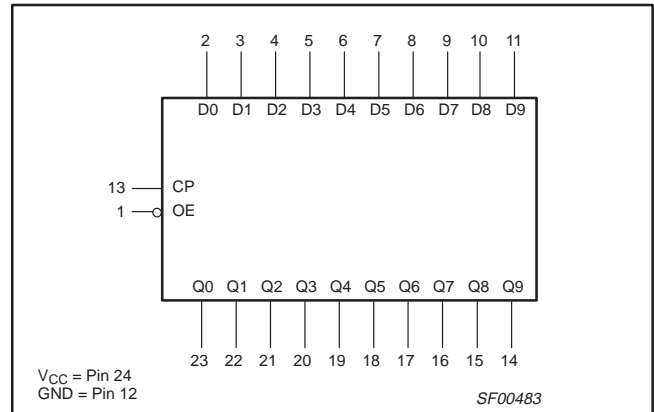 2 3 4 5 6 7 8 9 10 11
D0 D1 D2 D3 D4 D5 D6 D7 D8 D9
13 CP
1 OE
Q0 Q1 Q2 Q3 Q4 Q5 Q6 Q7 Q8 Q9
23 22 21 20 19 18 17 16 15 14
VCC = Pin 24
GND = Pin 12
SF00483